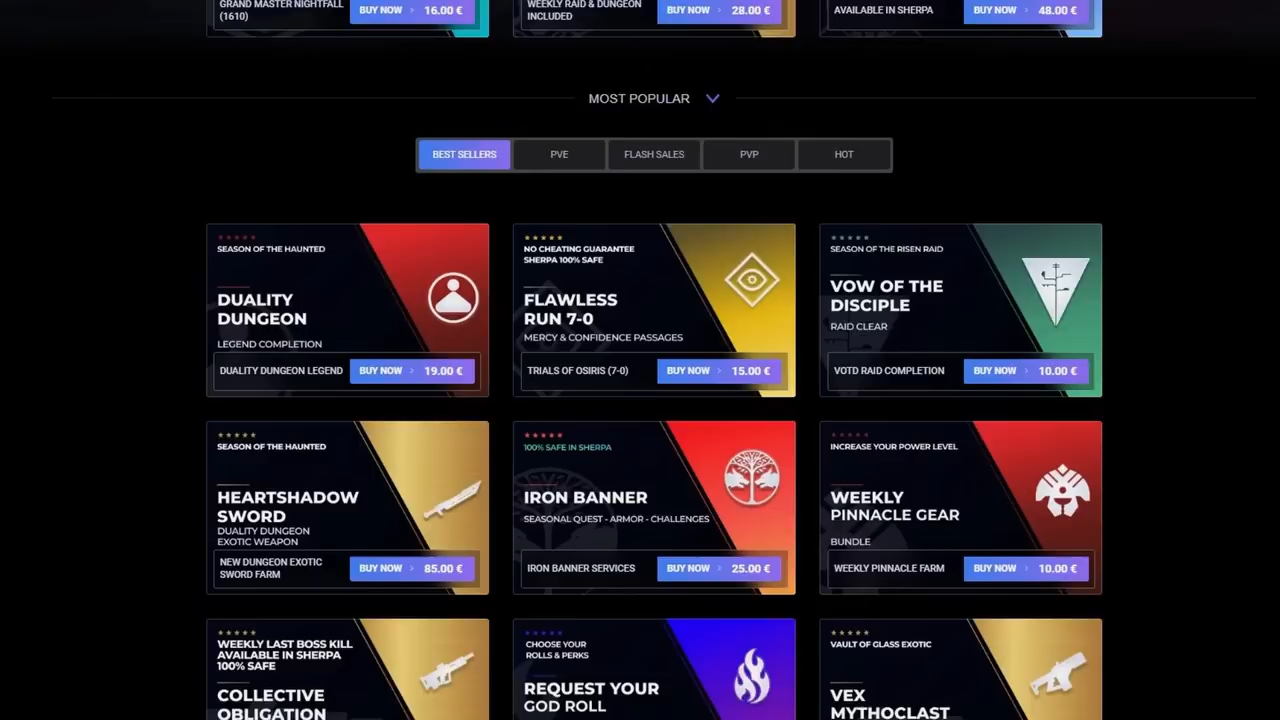 GRAND MASTER NIGHTFALL
(1610)
BUY NOW 16.00 €
WEEKLY RAID & DUNGEON
INCLUDED
BUY NOW 28.00 €
AVAILABLE IN SHERPA
BUY NOW 48.00 €
MOST POPULAR
BEST SELLERS
PVE
FLASH SALES
PVP
HOT
SEASON OF THE HAUNTED
DUALITY
DUNGEON
LEGEND COMPLETION
DUALITY DUNGEON LEGEND
BUY NOW 19.00 €
NO CHEATING GUARANTEE
SHERPA 100% SAFE
FLAWLESS
RUN 7-0
MERCY & CONFIDENCE PASSAGES
TRIALS OF OSIRIS (7-0)
BUY NOW 15.00 €
SEASON OF THE RISEN RAID
VOW OF THE
DISCIPLE
RAID CLEAR
VOTD RAID COMPLETION
BUY NOW 10.00 €
SEASON OF THE HAUNTED
HEARTSHADOW
SWORD
DUALITY DUNGEON
EXOTIC WEAPON
NEW DUNGEON EXOTIC
SWORD FARM
BUY NOW 85.00 €
100% SAFE IN SHERPA
IRON BANNER
SEASONAL QUEST - ARMOR - CHALLENGES
IRON BANNER SERVICES
BUY NOW 25.00 €
INCREASE YOUR POWER LEVEL
WEEKLY
PINNACLE GEAR
BUNDLE
WEEKLY PINNACLE FARM
BUY NOW 10.00 €
WEEKLY LAST BOSS KILL
AVAILABLE IN SHERPA
100% SAFE
COLLECTIVE
OBLIGATION
CHOOSE YOUR
ROLLS & PERKS
REQUEST YOUR
GOD ROLL
VAULT OF GLASS EXOTIC
VEX
MYTHOCLAST